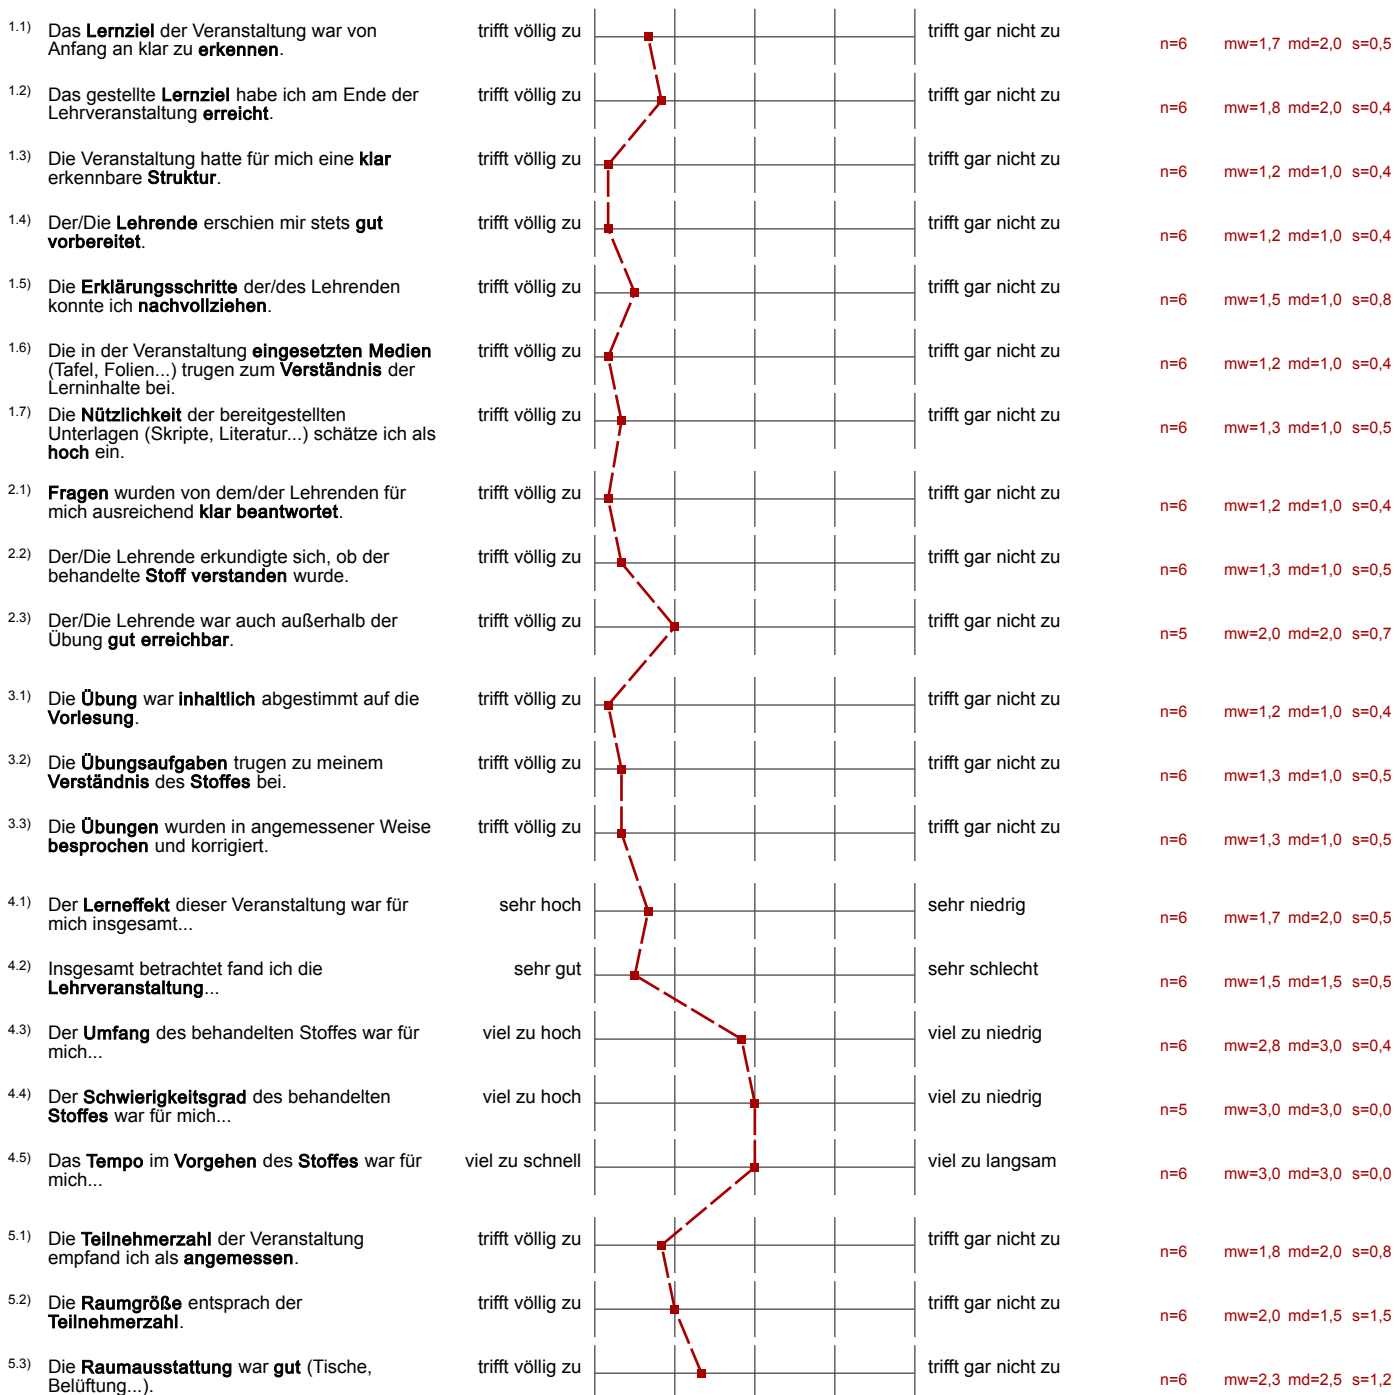 1.1) Das Lernziel der Veranstaltung war von trifft völlig zu trifft gar nicht zu
Anfang an klar zu erkennen. n=6 mw=1,7 md=2,0 s=0,5
1.2) Das gestellte Lernziel habe ich am Ende der trifft völlig zu trifft gar nicht zu
Lehrveranstaltung erreicht. n=6 mw=1,8 md=2,0 s=0,4
1.3) Die Veranstaltung hatte für mich eine klar trifft völlig zu trifft gar nicht zu
erkennbare Struktur. n=6 mw=1,2 md=1,0 s=0,4
1.4) Der/Die Lehrende erschien mir stets gut trifft völlig zu trifft gar nicht zu
vorbereitet. n=6 mw=1,2 md=1,0 s=0,4
1.5) Die Erklärungsschritte der/des Lehrenden trifft völlig zu trifft gar nicht zu
konnte ich nachvollziehen. n=6 mw=1,5 md=1,0 s=0,8
1.6) Die in der Veranstaltung eingesetzten Medien trifft völlig zu trifft gar nicht zu
(Tafel, Folien...) trugen zum Verständnis der n=6 mw=1,2 md=1,0 s=0,4
Lerninhalte bei.
1.7) Die Nützlichkeit der bereitgestellten trifft völlig zu trifft gar nicht zu
Unterlagen (Skripte, Literatur...) schätze ich als n=6 mw=1,3 md=1,0 s=0,5
hoch ein.
2.1) Fragen wurden von dem/der Lehrenden für trifft völlig zu trifft gar nicht zu
mich ausreichend klar beantwortet. n=6 mw=1,2 md=1,0 s=0,4
2.2) Der/Die Lehrende erkundigte sich, ob der trifft völlig zu trifft gar nicht zu
behandelte Stoff verstanden wurde. n=6 mw=1,3 md=1,0 s=0,5
2.3) Der/Die Lehrende war auch außerhalb der trifft völlig zu trifft gar nicht zu
Übung gut erreichbar. n=5 mw=2,0 md=2,0 s=0,7
3.1) Die Übung war inhaltlich abgestimmt auf die trifft völlig zu trifft gar nicht zu
Vorlesung. n=6 mw=1,2 md=1,0 s=0,4
3.2) Die Übungsaufgaben trugen zu meinem trifft völlig zu trifft gar nicht zu
Verständnis des Stoffes bei. n=6 mw=1,3 md=1,0 s=0,5
3.3) Die Übungen wurden in angemessener Weise trifft völlig zu trifft gar nicht zu
besprochen und korrigiert. n=6 mw=1,3 md=1,0 s=0,5
4.1) Der Lerneffekt dieser Veranstaltung war für sehr hoch sehr niedrig
mich insgesamt... n=6 mw=1,7 md=2,0 s=0,5
4.2) Insgesamt betrachtet fand ich die sehr gut sehr schlecht
Lehrveranstaltung... n=6 mw=1,5 md=1,5 s=0,5
4.3) Der Umfang des behandelten Stoffes war für viel zu hoch viel zu niedrig
mich... n=6 mw=2,8 md=3,0 s=0,4
4.4) Der Schwierigkeitsgrad des behandelten viel zu hoch viel zu niedrig
Stoffes war für mich... n=5 mw=3,0 md=3,0 s=0,0
4.5) Das Tempo im Vorgehen des Stoffes war für viel zu schnell viel zu langsam
mich... n=6 mw=3,0 md=3,0 s=0,0
5.1) Die Teilnehmerzahl der Veranstaltung trifft völlig zu trifft gar nicht zu
empfand ich als angemessen. n=6 mw=1,8 md=2,0 s=0,8
5.2) Die Raumgröße entsprach der trifft völlig zu trifft gar nicht zu
Teilnehmerzahl. n=6 mw=2,0 md=1,5 s=1,5
5.3) Die Raumausstattung war gut (Tische, trifft völlig zu trifft gar nicht zu
Belüftung...). n=6 mw=2,3 md=2,5 s=1,2